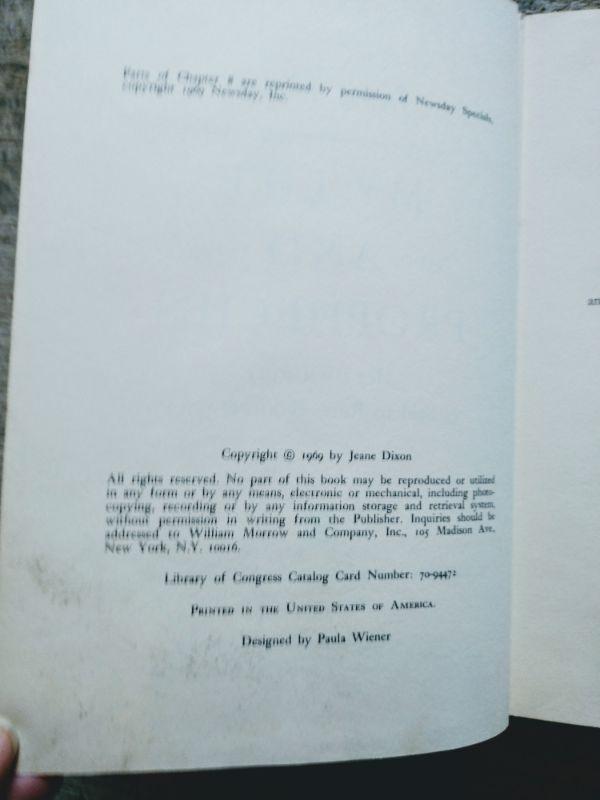 Parts of Chapter 8 are reprinted by permission of Newsday Specials,
copyright 1969 Newsday, Inc.
Copyright © 1969 by Jeane Dixon
All rights reserved. No part of this book may be reproduced or utilized
in any form or by any means, electronic or mechanical, including photo-
copying, recording or by any information storage and retrieval system,
without permission in writing from the Publisher. Inquiries should be
addressed to William Morrow and Company, Inc., 105 Madison Ave.,
New York, N.Y. 10016.
Library of Congress Catalog Card Number: 70-94472
Printed in the United States of America.
Designed by Paula Wiener
an